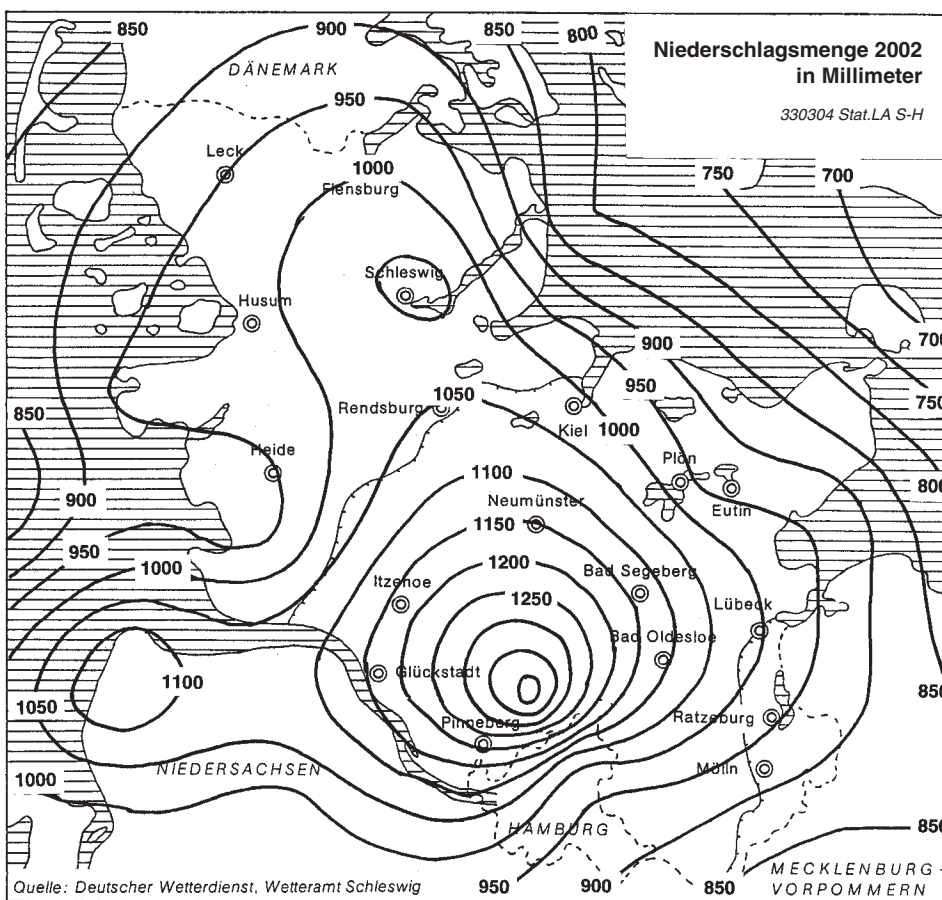 Niederschlagsmenge 2002
in Millimeter
330304 Stat.LA S-H
850
900
850
800
DÄNEMARK
950
Leck
1000
Flensburg
750
700
Schleswig
Husum
700
900
950
750
850
Rendsburg
1050
Kiel
1000
Heide
Plön
1100
800
900
Neumünster
Eutin
1150
950
1000
1200
Bad Segeberg
Itzehoe
1250
Lübeck
Bad Oldesloe
Glückstadt
1100
850
1050
Pinneberg
Ratzeburg
NIEDERSACHSEN
Mölln
1000
HAMBURG
850
MECKLENBURG -
VORPOMMERN
Quelle: Deutscher Wetterdienst, Wetteramt Schleswig
950
900
850